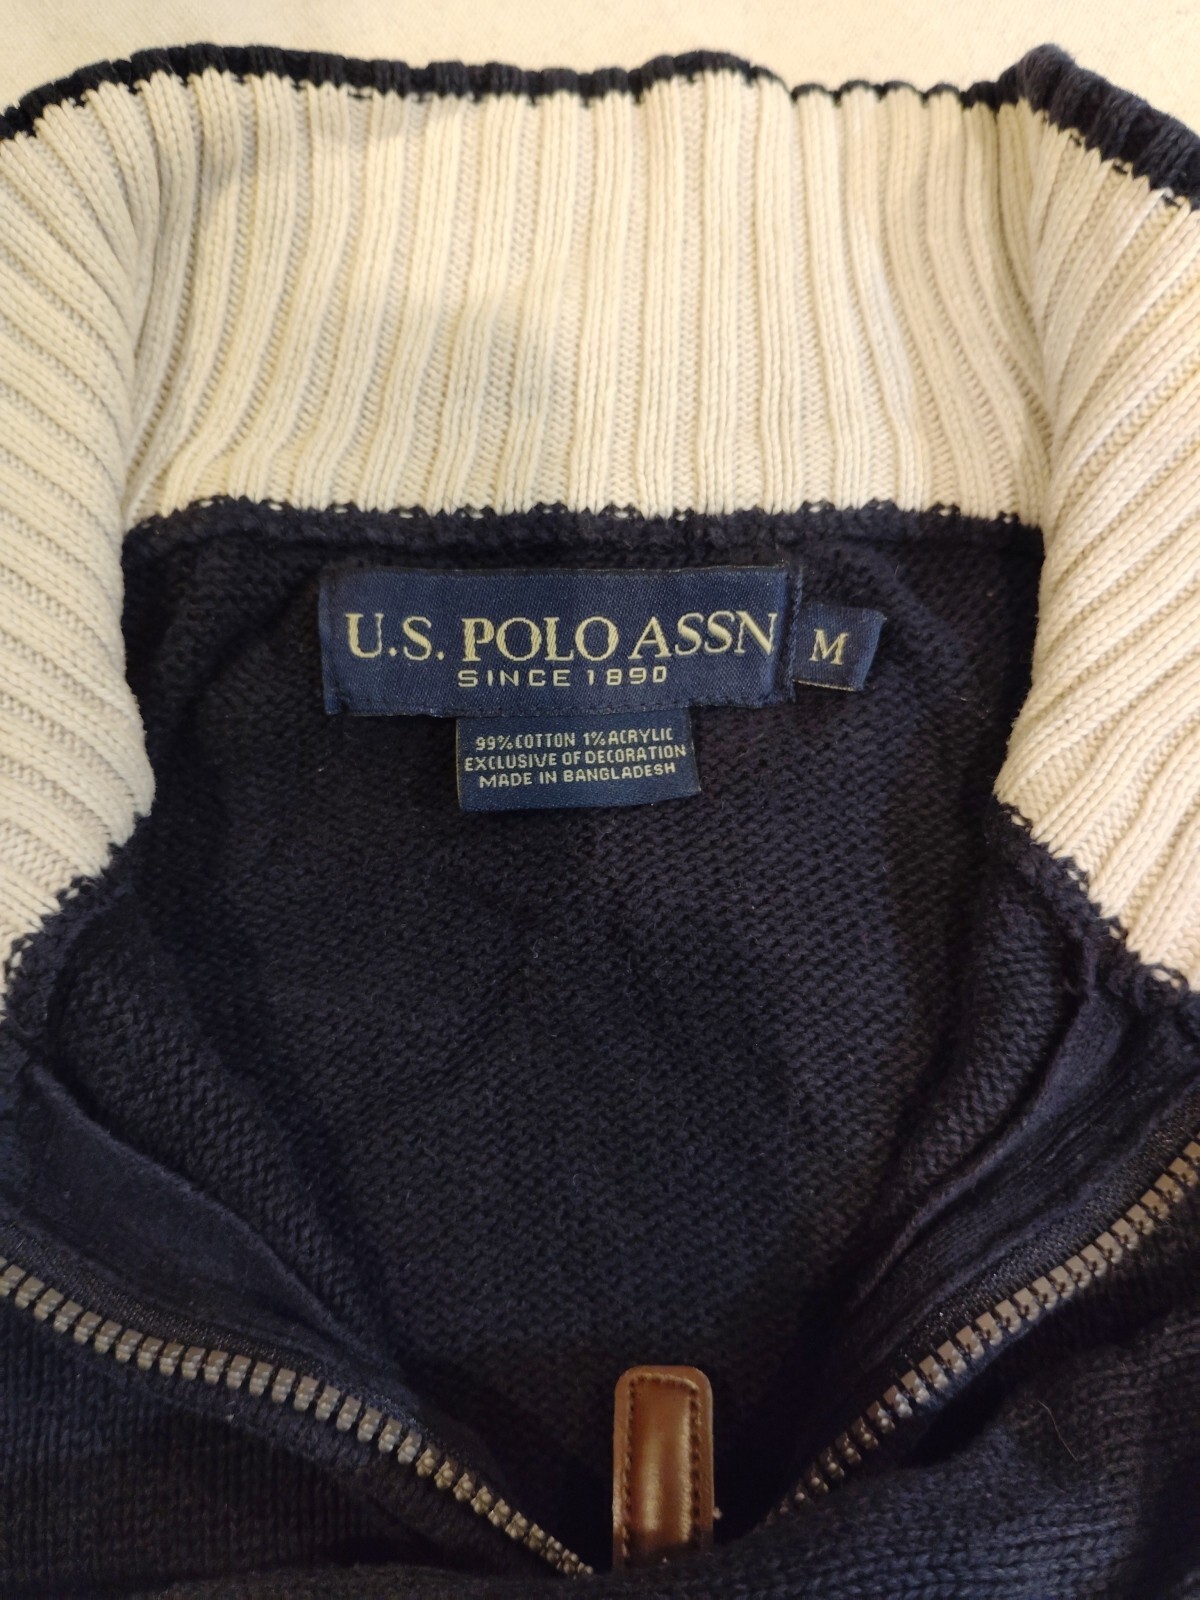 U.S. POLO ASSN
M
SINCE 1890
99% COTTON 1% ACRYLIC
EXCLUSIVE OF DECORATION
MADE IN BANGLADESH